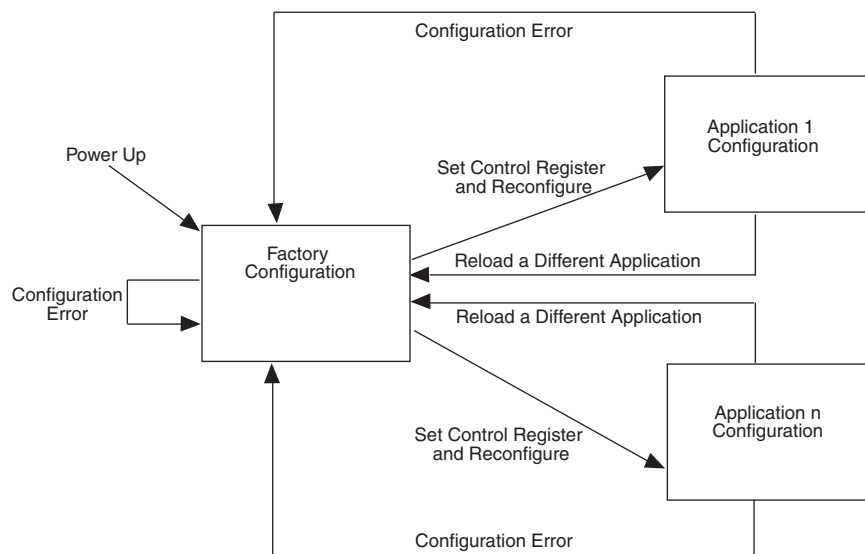 Configuration Error
Application 1
Configuration
Power Up
Set Control Register
and Reconfigure
Factory
Configuration
Reload a Different Application
Configuration
Error
Reload a Different Application
Application n
Configuration
Set Control Register
and Reconfigure
Configuration Error